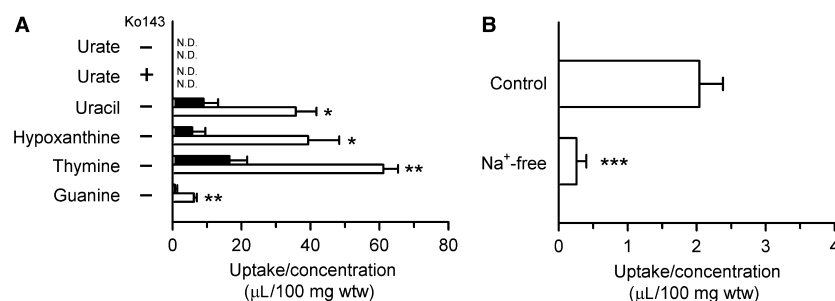 A
Ko143
Urate – N.D.
N.D.
Urate + N.D.
N.D.
Uracil – *
Hypoxanthine – *
Thymine – **
Guanine – **
0 20 40 60 80
Uptake/concentration
(μL/100 mg wtw)
B
Control
Na⁺-free ***
0 1 2 3 4
Uptake/concentration
(μL/100 mg wtw)